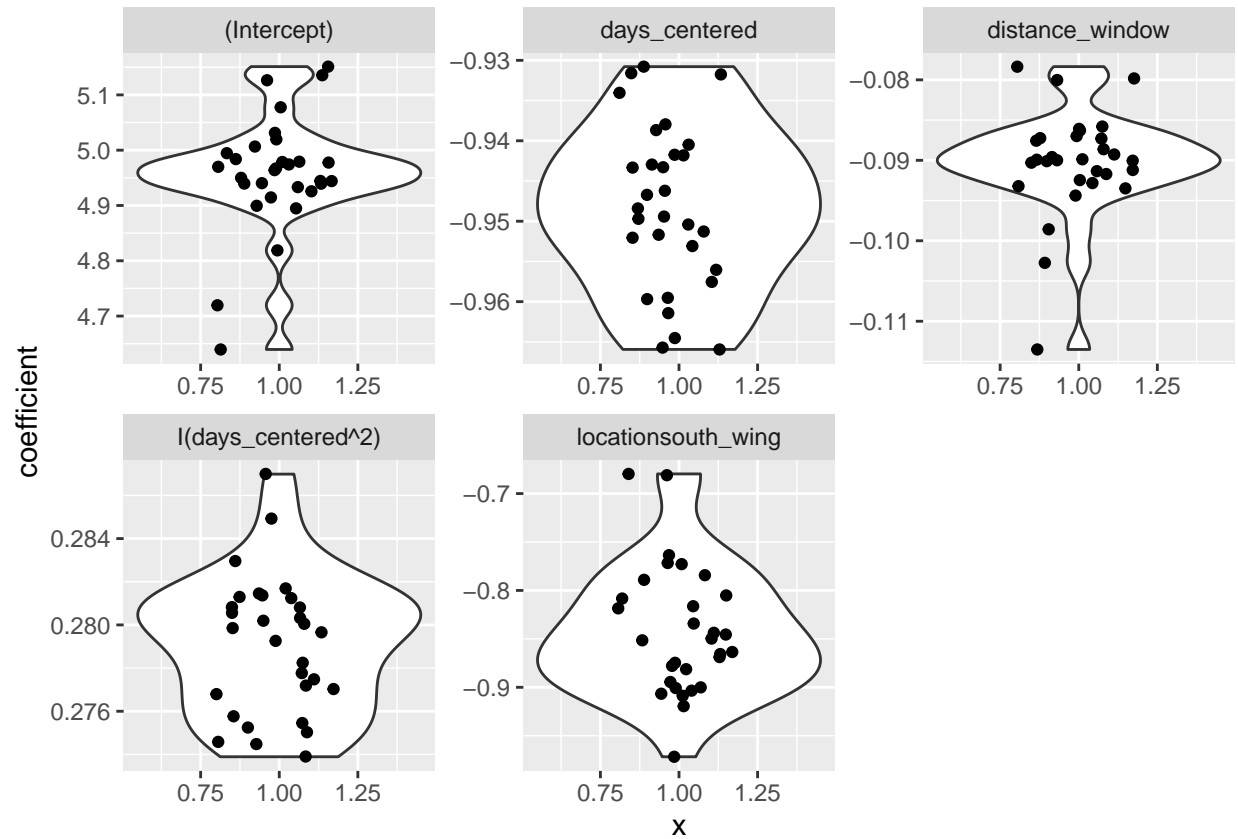 (Intercept)
days_centered
distance_window
5.1
5.0
4.9
4.8
4.7
−0.93
−0.94
−0.95
−0.96
−0.08
−0.09
−0.10
−0.11
0.75 1.00 1.25
0.75 1.00 1.25
0.75 1.00 1.25
coefficient
I(days_centered^2)
locationsouth_wing
0.284
0.280
0.276
−0.7
−0.8
−0.9
0.75 1.00 1.25
0.75 1.00 1.25
x